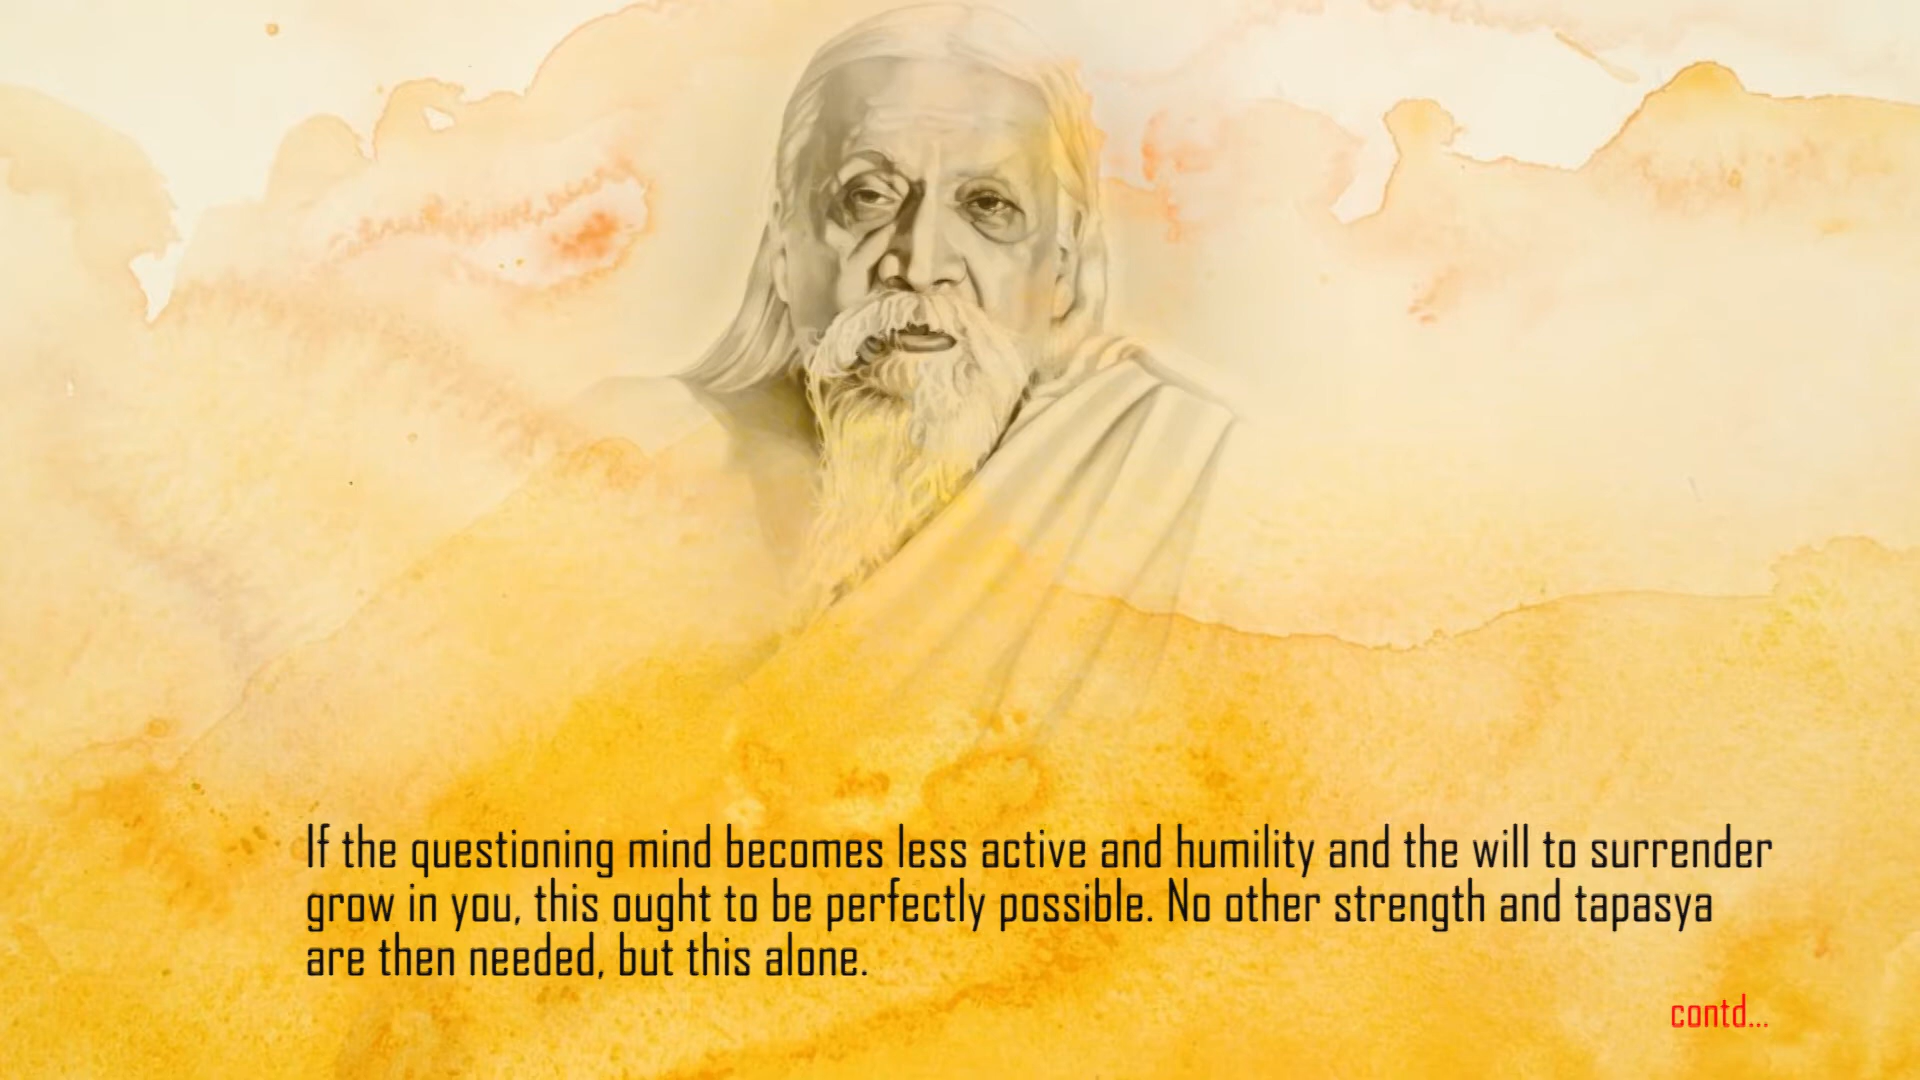 If the questioning mind becomes less active and humility and the will to surrender
grow in you, this ought to be perfectly possible. No other strength and tapasya
are then needed, but this alone.
contd...